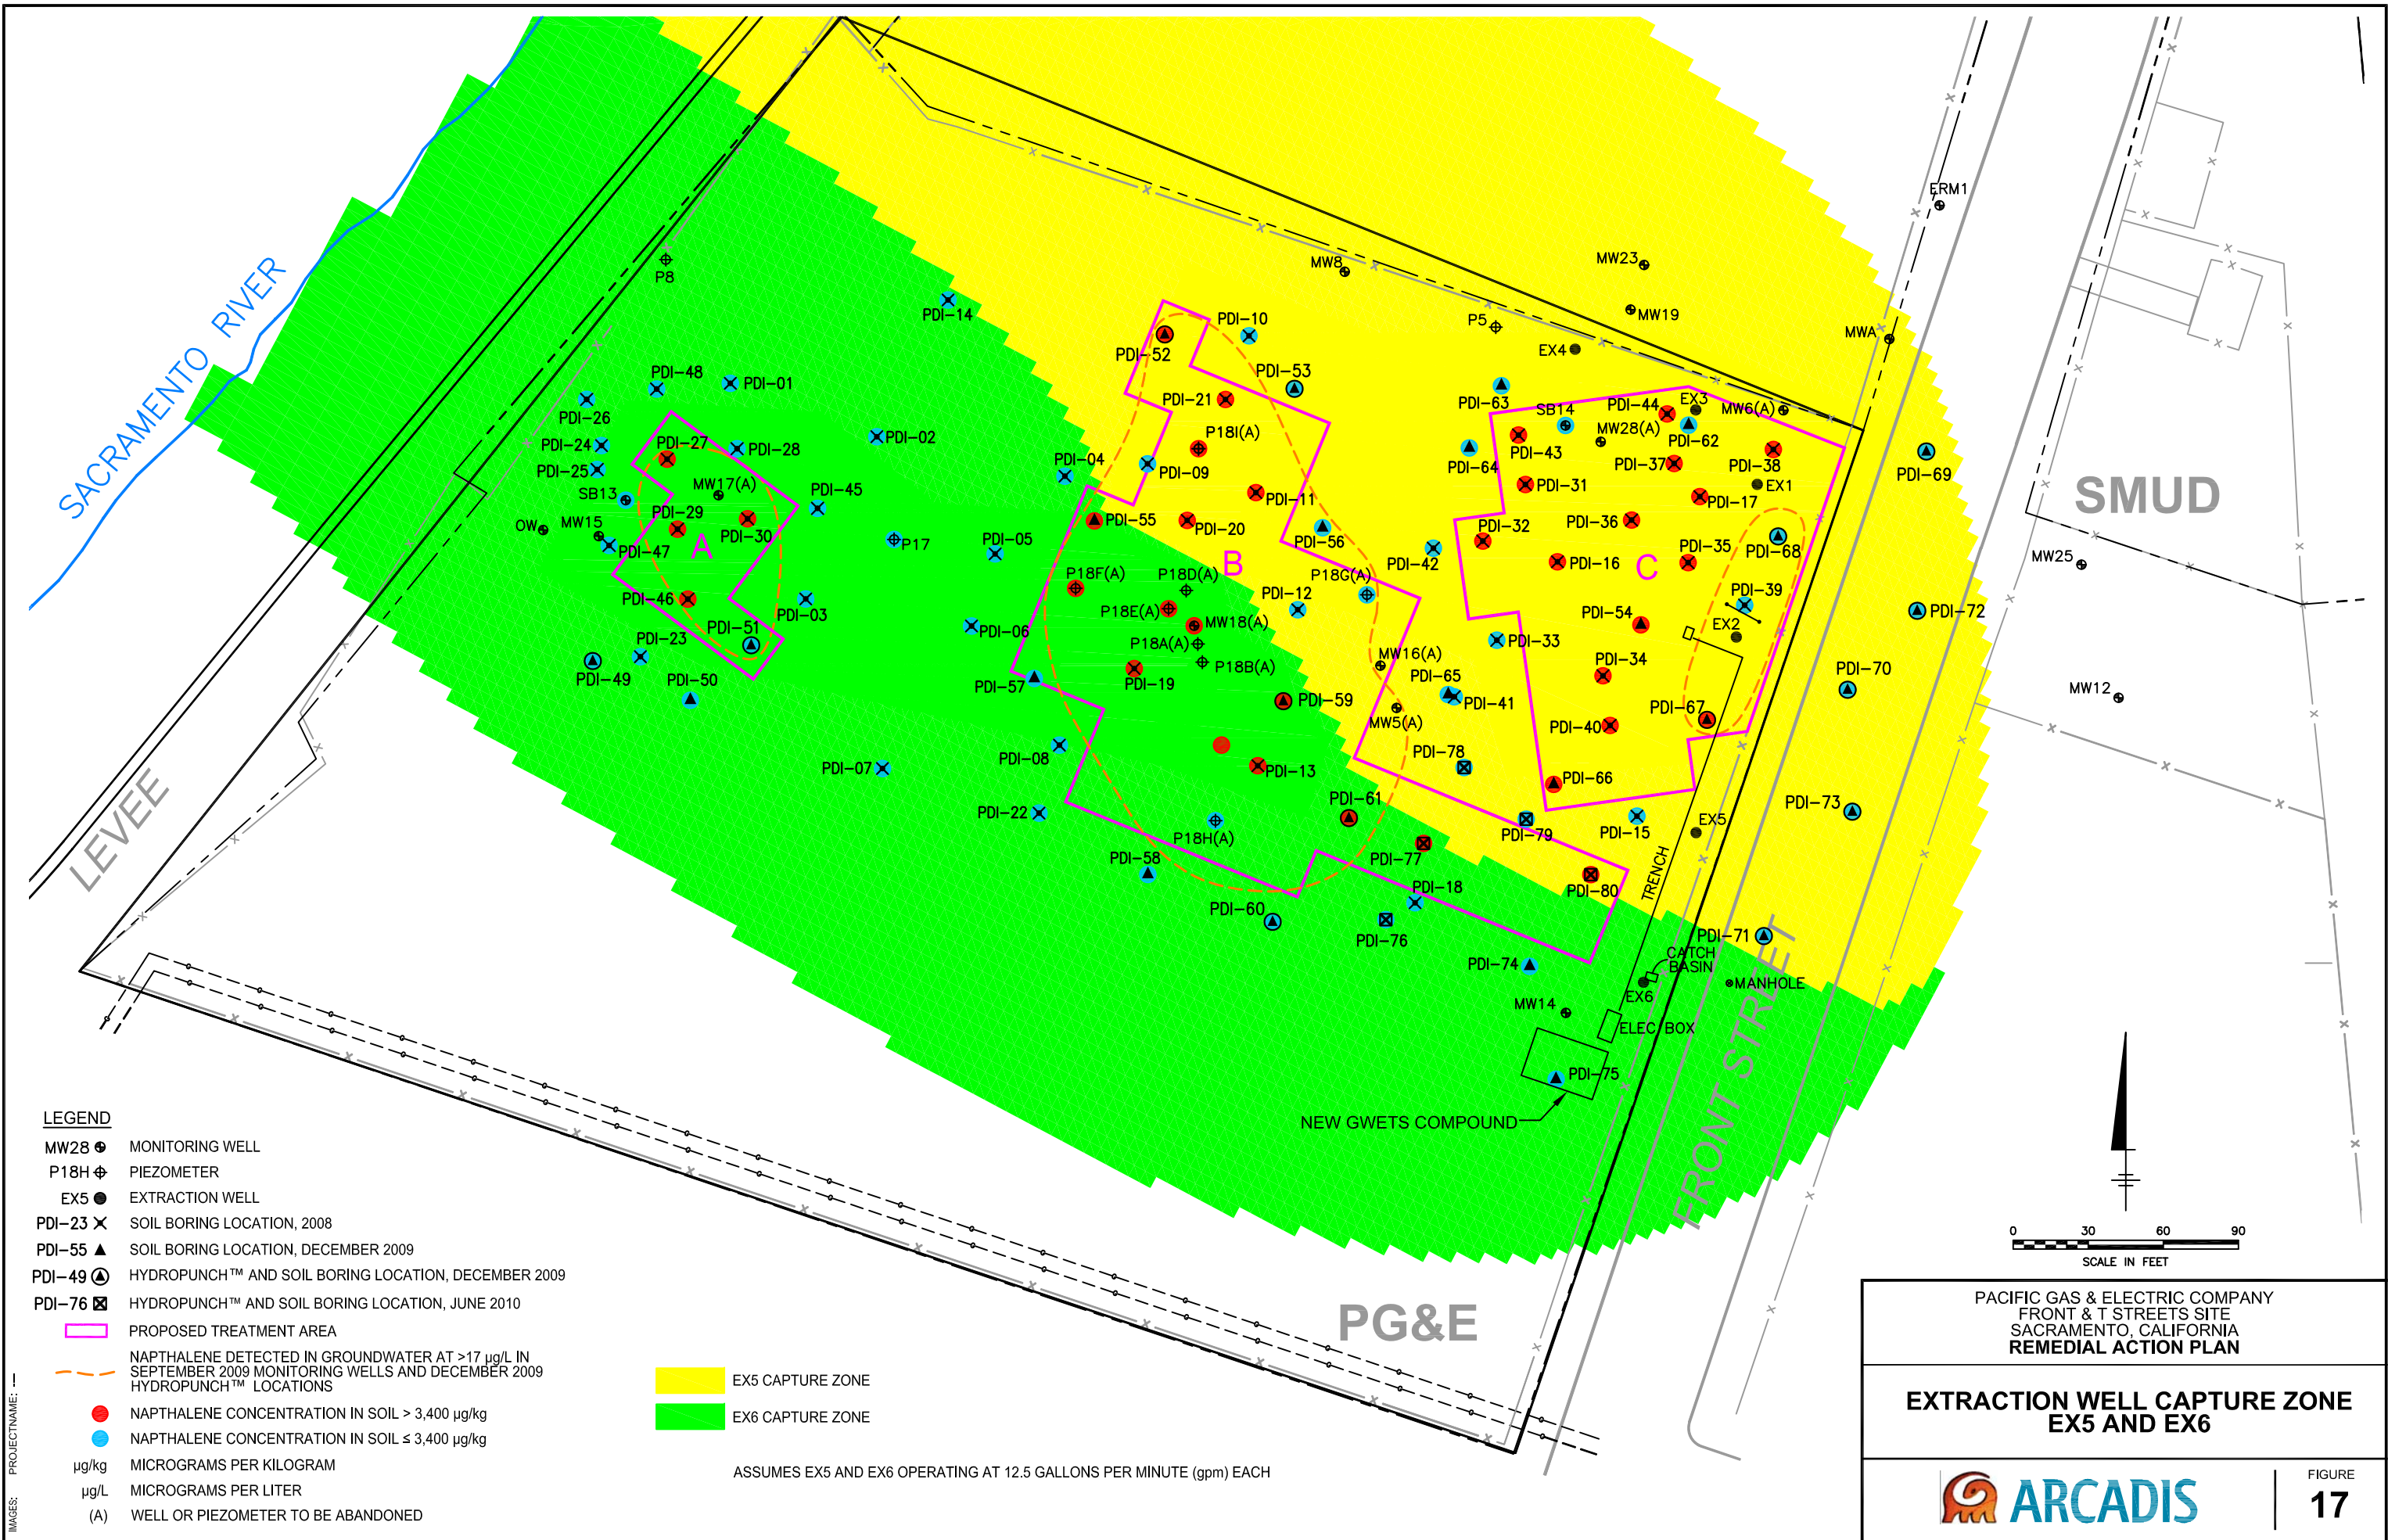 ERM1
SACRAMENTO RIVER
P8
MW8
MW23
MW19
P5
EX4
MWA
PDI-14
PDI-10
PDI-52
PDI-53
PDI-48
PDI-01
PDI-26
PDI-21
PDI-63
SB14
PDI-44
EX3
MW6(A)
PDI-24
PDI-27
PDI-28
PDI-02
P18I(A)
MW28(A)
PDI-62
PDI-43
PDI-25
PDI-04
PDI-09
PDI-64
PDI-37
PDI-38
PDI-69
SMUD
SB13
MW17(A)
PDI-45
PDI-11
PDI-31
EX1
PDI-17
OW
MW15
PDI-29
PDI-30
PDI-55
PDI-20
PDI-56
PDI-32
PDI-36
PDI-68
PDI-47
A
P17
PDI-05
B
PDI-42
PDI-16
C
PDI-35
MW25
P18F(A)
P18D(A)
P18G(A)
PDI-46
PDI-03
P18E(A)
PDI-12
PDI-54
PDI-39
PDI-72
PDI-51
PDI-06
MW18(A)
EX2
PDI-23
P18A(A)
PDI-33
P18B(A)
MW16(A)
PDI-34
PDI-70
PDI-49
PDI-50
PDI-57
PDI-19
PDI-65
MW12
PDI-59
PDI-41
PDI-67
MW5(A)
PDI-40
PDI-08
PDI-78
PDI-07
PDI-13
PDI-66
LEVEE
PDI-22
PDI-61
PDI-73
P18H(A)
PDI-79
PDI-15
EX5
PDI-58
PDI-77
TRENCH
PDI-18
PDI-80
PDI-60
PDI-76
PDI-71
PDI-74
CATCH
BASIN
MANHOLE
EX6
MW14
ELEC BOX
PDI-75
FRONT STREET
NEW GWETS COMPOUND
PG&E
LEGEND
MW28 MONITORING WELL
P18H PIEZOMETER
EX5 EXTRACTION WELL
PDI-23 SOIL BORING LOCATION, 2008
PDI-55 SOIL BORING LOCATION, DECEMBER 2009
PDI-49 HYDROPUNCH™ AND SOIL BORING LOCATION, DECEMBER 2009
PDI-76 HYDROPUNCH™ AND SOIL BORING LOCATION, JUNE 2010
PROPOSED TREATMENT AREA
NAPTHALENE DETECTED IN GROUNDWATER AT >17 µg/L IN
SEPTEMBER 2009 MONITORING WELLS AND DECEMBER 2009
HYDROPUNCH™ LOCATIONS
NAPTHALENE CONCENTRATION IN SOIL > 3,400 µg/kg
NAPTHALENE CONCENTRATION IN SOIL ≤ 3,400 µg/kg
µg/kg MICROGRAMS PER KILOGRAM
µg/L MICROGRAMS PER LITER
(A) WELL OR PIEZOMETER TO BE ABANDONED
EX5 CAPTURE ZONE
EX6 CAPTURE ZONE
ASSUMES EX5 AND EX6 OPERATING AT 12.5 GALLONS PER MINUTE (gpm) EACH
0 30 60 90
SCALE IN FEET
PACIFIC GAS & ELECTRIC COMPANY
FRONT & T STREETS SITE
SACRAMENTO, CALIFORNIA
REMEDIAL ACTION PLAN
EXTRACTION WELL CAPTURE ZONE
EX5 AND EX6
ARCADIS
FIGURE
17
IMAGES: PROJECTNAME: ---